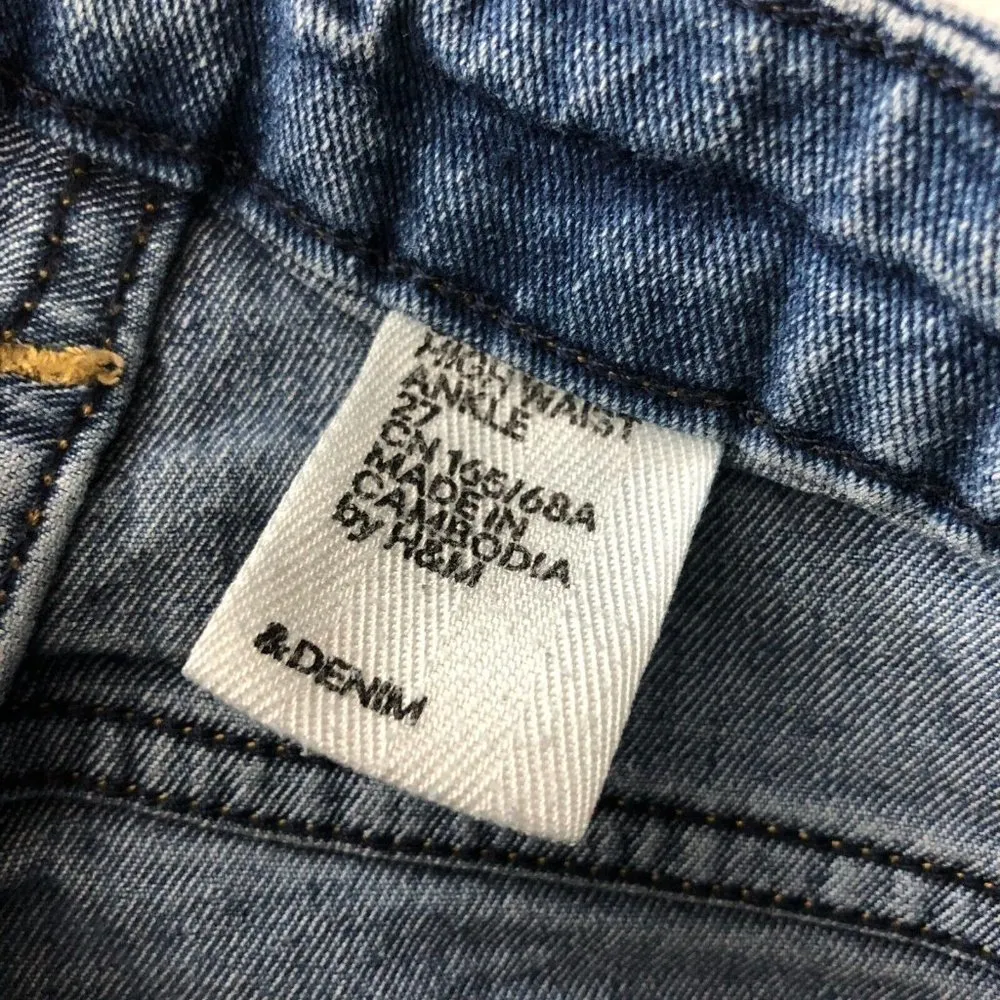 HIGH WAIST
ANKLE
27
CN 165/68A
MADE IN
CAMBODIA
by H&M
&DENIM